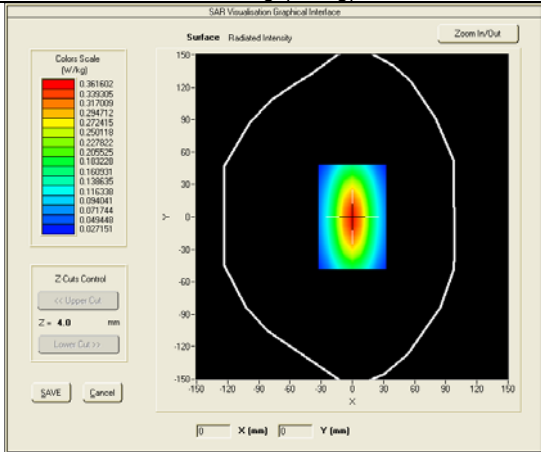 SAR Visualisation Graphical Interface
Surface Radiated Intensity
Zoom In/Out
Colors Scale
(W/kg)
0.361602
0.339305
0.317009
0.294712
0.272415
0.250118
0.227822
0.205525
0.183228
0.160931
0.138635
0.116338
0.094041
0.071744
0.049448
0.027151
150-
120-
90-
60-
30-
0-
-30-
-60-
-90-
-120-
-150-
Y
-150 -120 -90 -60 -30 0 30 60 90 120 150
X
Z Cuts Control
<< Upper Cut
Z = 4.0 mm
Lower Cut >>
SAVE Cancel
0 X (mm) 0 Y (mm)